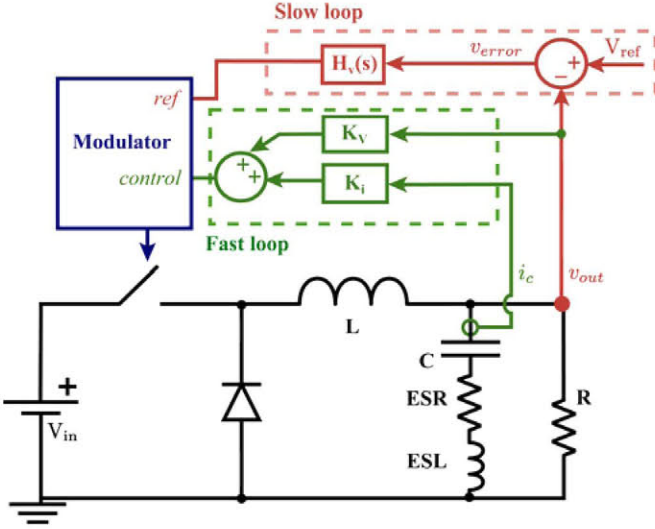 Slow loop
v_error
V_ref
H_v(s)
+
−
ref
Modulator
K_V
control
+
+
K_i
Fast loop
i_c
v_out
L
C
+
ESR
R
V_in
ESL